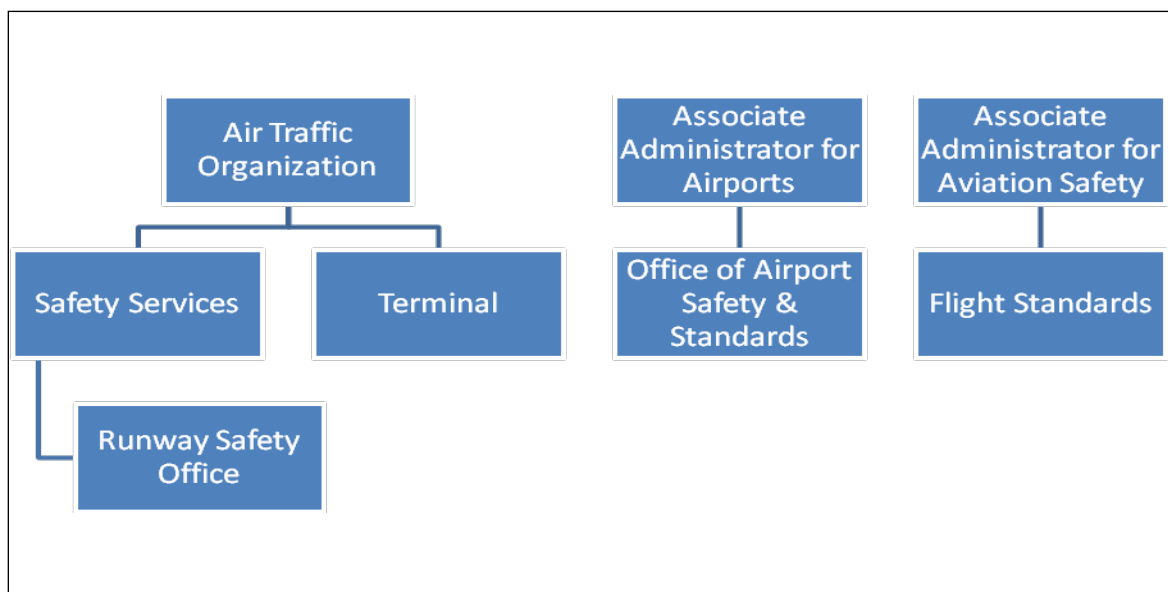 Air Traffic
Organization
Associate
Administrator for
Airports
Associate
Administrator for
Aviation Safety
Safety Services
Terminal
Office of Airport
Safety &
Standards
Flight Standards
Runway Safety
Office